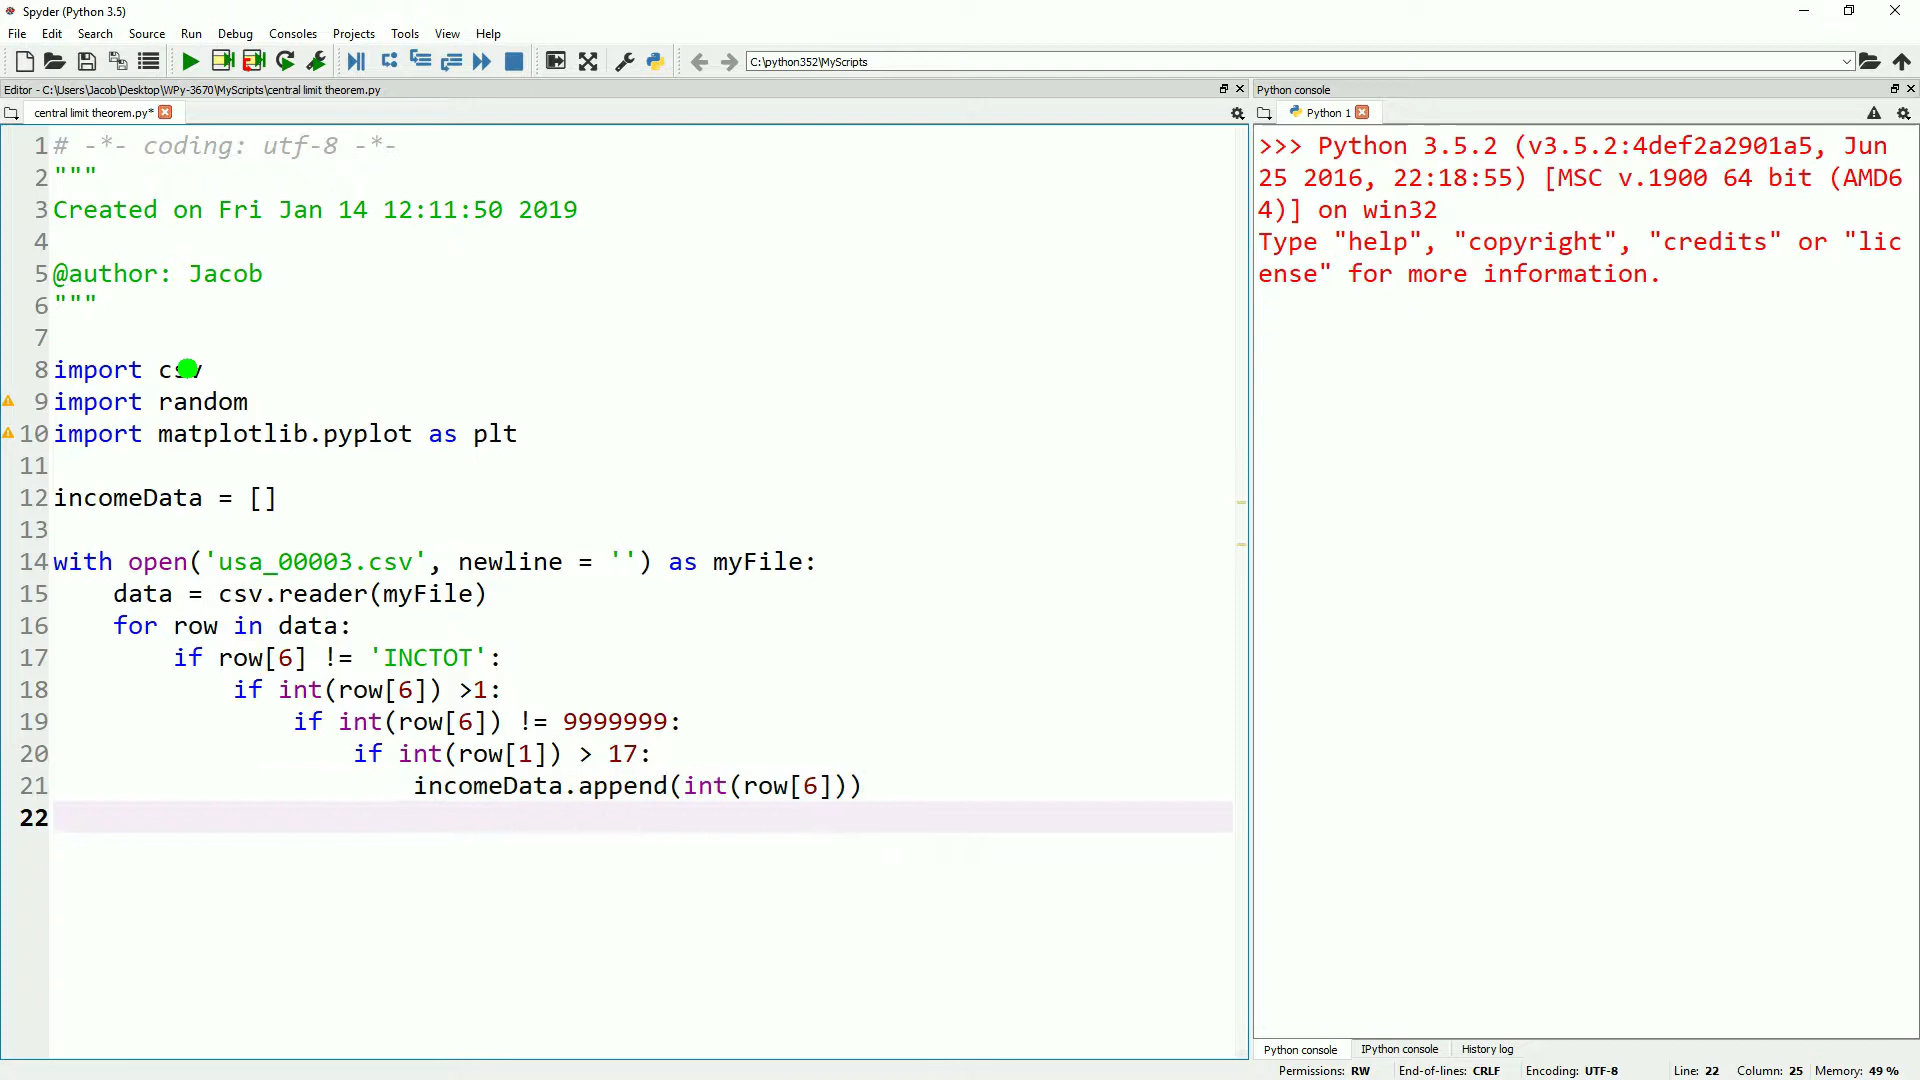 Spyder (Python 3.5)
File Edit Search Source Run Debug Consoles Projects Tools View Help
C:\python352\MyScripts
Editor - C:\Users\Jacob\Desktop\WPy-3670\MyScripts\central limit theorem.py
central limit theorem.py*
1 # -*- coding: utf-8 -*-
2 """
3 Created on Fri Jan 14 12:11:50 2019
4
5 @author: Jacob
6 """
7
8 import csv
9 import random
10 import matplotlib.pyplot as plt
11
12 incomeData = []
13
14 with open('usa_00003.csv', newline = '') as myFile:
15     data = csv.reader(myFile)
16     for row in data:
17         if row[6] != 'INCTOT':
18             if int(row[6]) >1:
19                 if int(row[6]) != 9999999:
20                     if int(row[1]) > 17:
21                         incomeData.append(int(row[6]))
22
Python console
Python 1
>>> Python 3.5.2 (v3.5.2:4def2a2901a5, Jun
25 2016, 22:18:55) [MSC v.1900 64 bit (AMD6
4)] on win32
Type "help", "copyright", "credits" or "lic
ense" for more information.
Python console IPython console History log
Permissions: RW End-of-lines: CRLF Encoding: UTF-8 Line: 22 Column: 25 Memory: 49 %